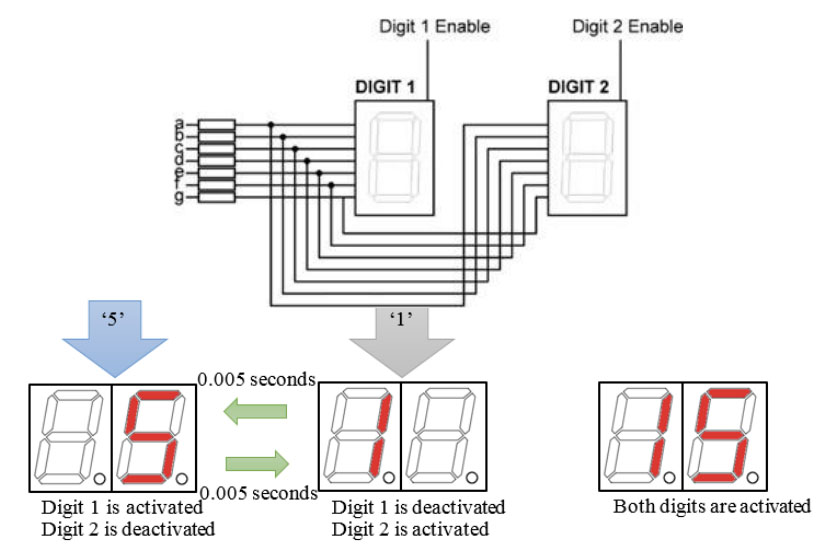 Digit 1 Enable
Digit 2 Enable
DIGIT 1
DIGIT 2
a
b
c
d
e
f
g
‘5’
‘1’
0.005 seconds
0.005 seconds
Digit 1 is activated
Digit 2 is deactivated
Digit 1 is deactivated
Digit 2 is activated
Both digits are activated